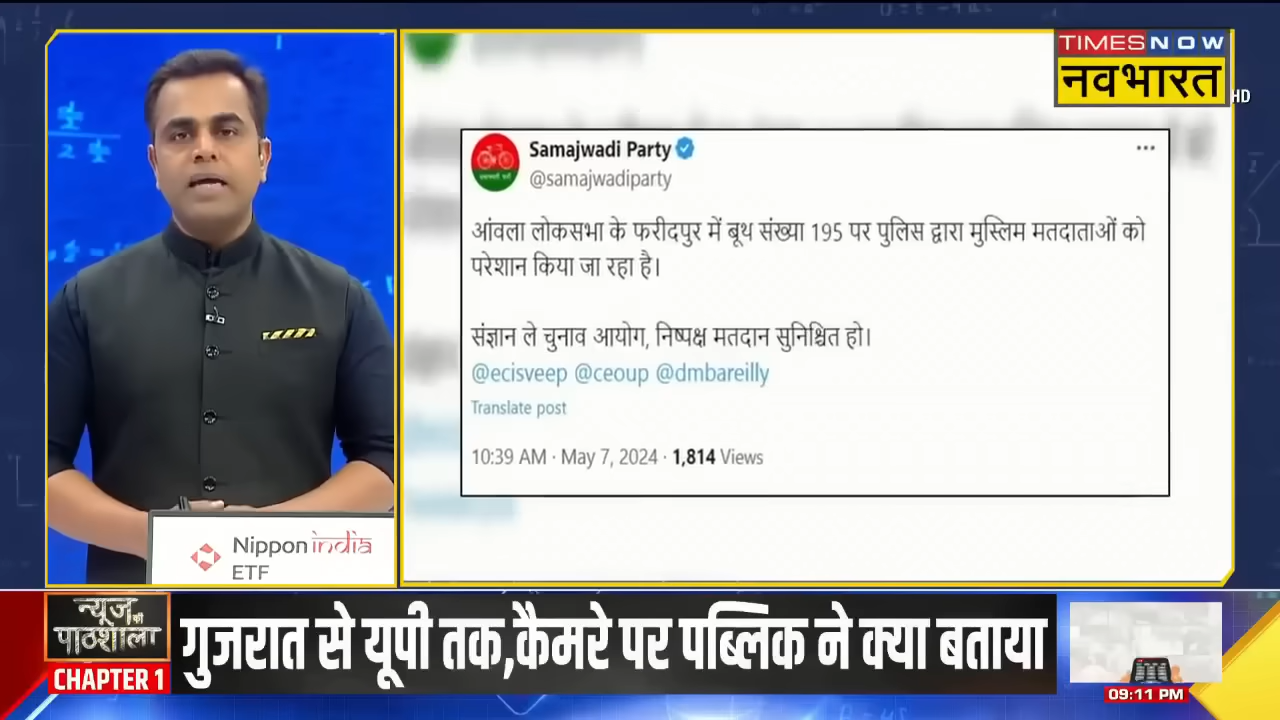 TIMES NOW
नवभारत
HD
Samajwadi Party
@samajwadiparty
आंवला लोकसभा के फरीदपुर में बूथ संख्या 195 पर पुलिस द्वारा मुस्लिम मतदाताओं को
परेशान किया जा रहा है।
संज्ञान ले चुनाव आयोग, निष्पक्ष मतदान सुनिश्चित हो।
@ecisveep @ceoup @dmbareilly
Translate post
10:39 AM · May 7, 2024 · 1,814 Views
Nippon india
ETF
न्यूज़ की
पाठशाला
CHAPTER 1
गुजरात से यूपी तक,कैमरे पर पब्लिक ने क्या बताया
09:11 PM